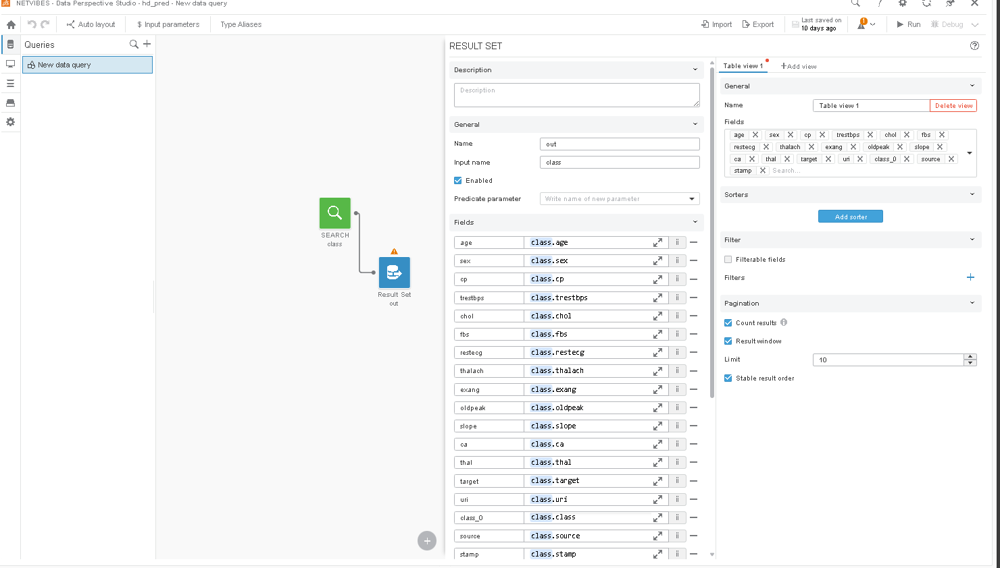 NETVIBES - Data Perspective Studio - hd_pred - New data query
Auto layout
$ Input parameters
Type Aliases
Import
Export
Last saved on
10 days ago
1
Run
Debug
Queries
New data query
SEARCH
class
Result Set
out
RESULT SET
Description
Description
General
Name
out
Input name
class
Enabled
Predicate parameter
Write name of new parameter
Fields
age class.age
sex class.sex
cp class.cp
trestbps class.trestbps
chol class.chol
fbs class.fbs
restecg class.restecg
thalach class.thalach
exang class.exang
oldpeak class.oldpeak
slope class.slope
ca class.ca
thal class.thal
target class.target
uri class.uri
class_0 class.class
source class.source
stamp class.stamp
Table view 1
+Add view
General
Name
Table view 1
Delete view
Fields
age sex cp trestbps chol fbs
restecg thalach exang oldpeak slope
ca thal target uri class_0 source
stamp Search...
Sorters
Add sorter
Filter
Filterable fields
Filters
Pagination
Count results
Result window
Limit
10
Stable result order